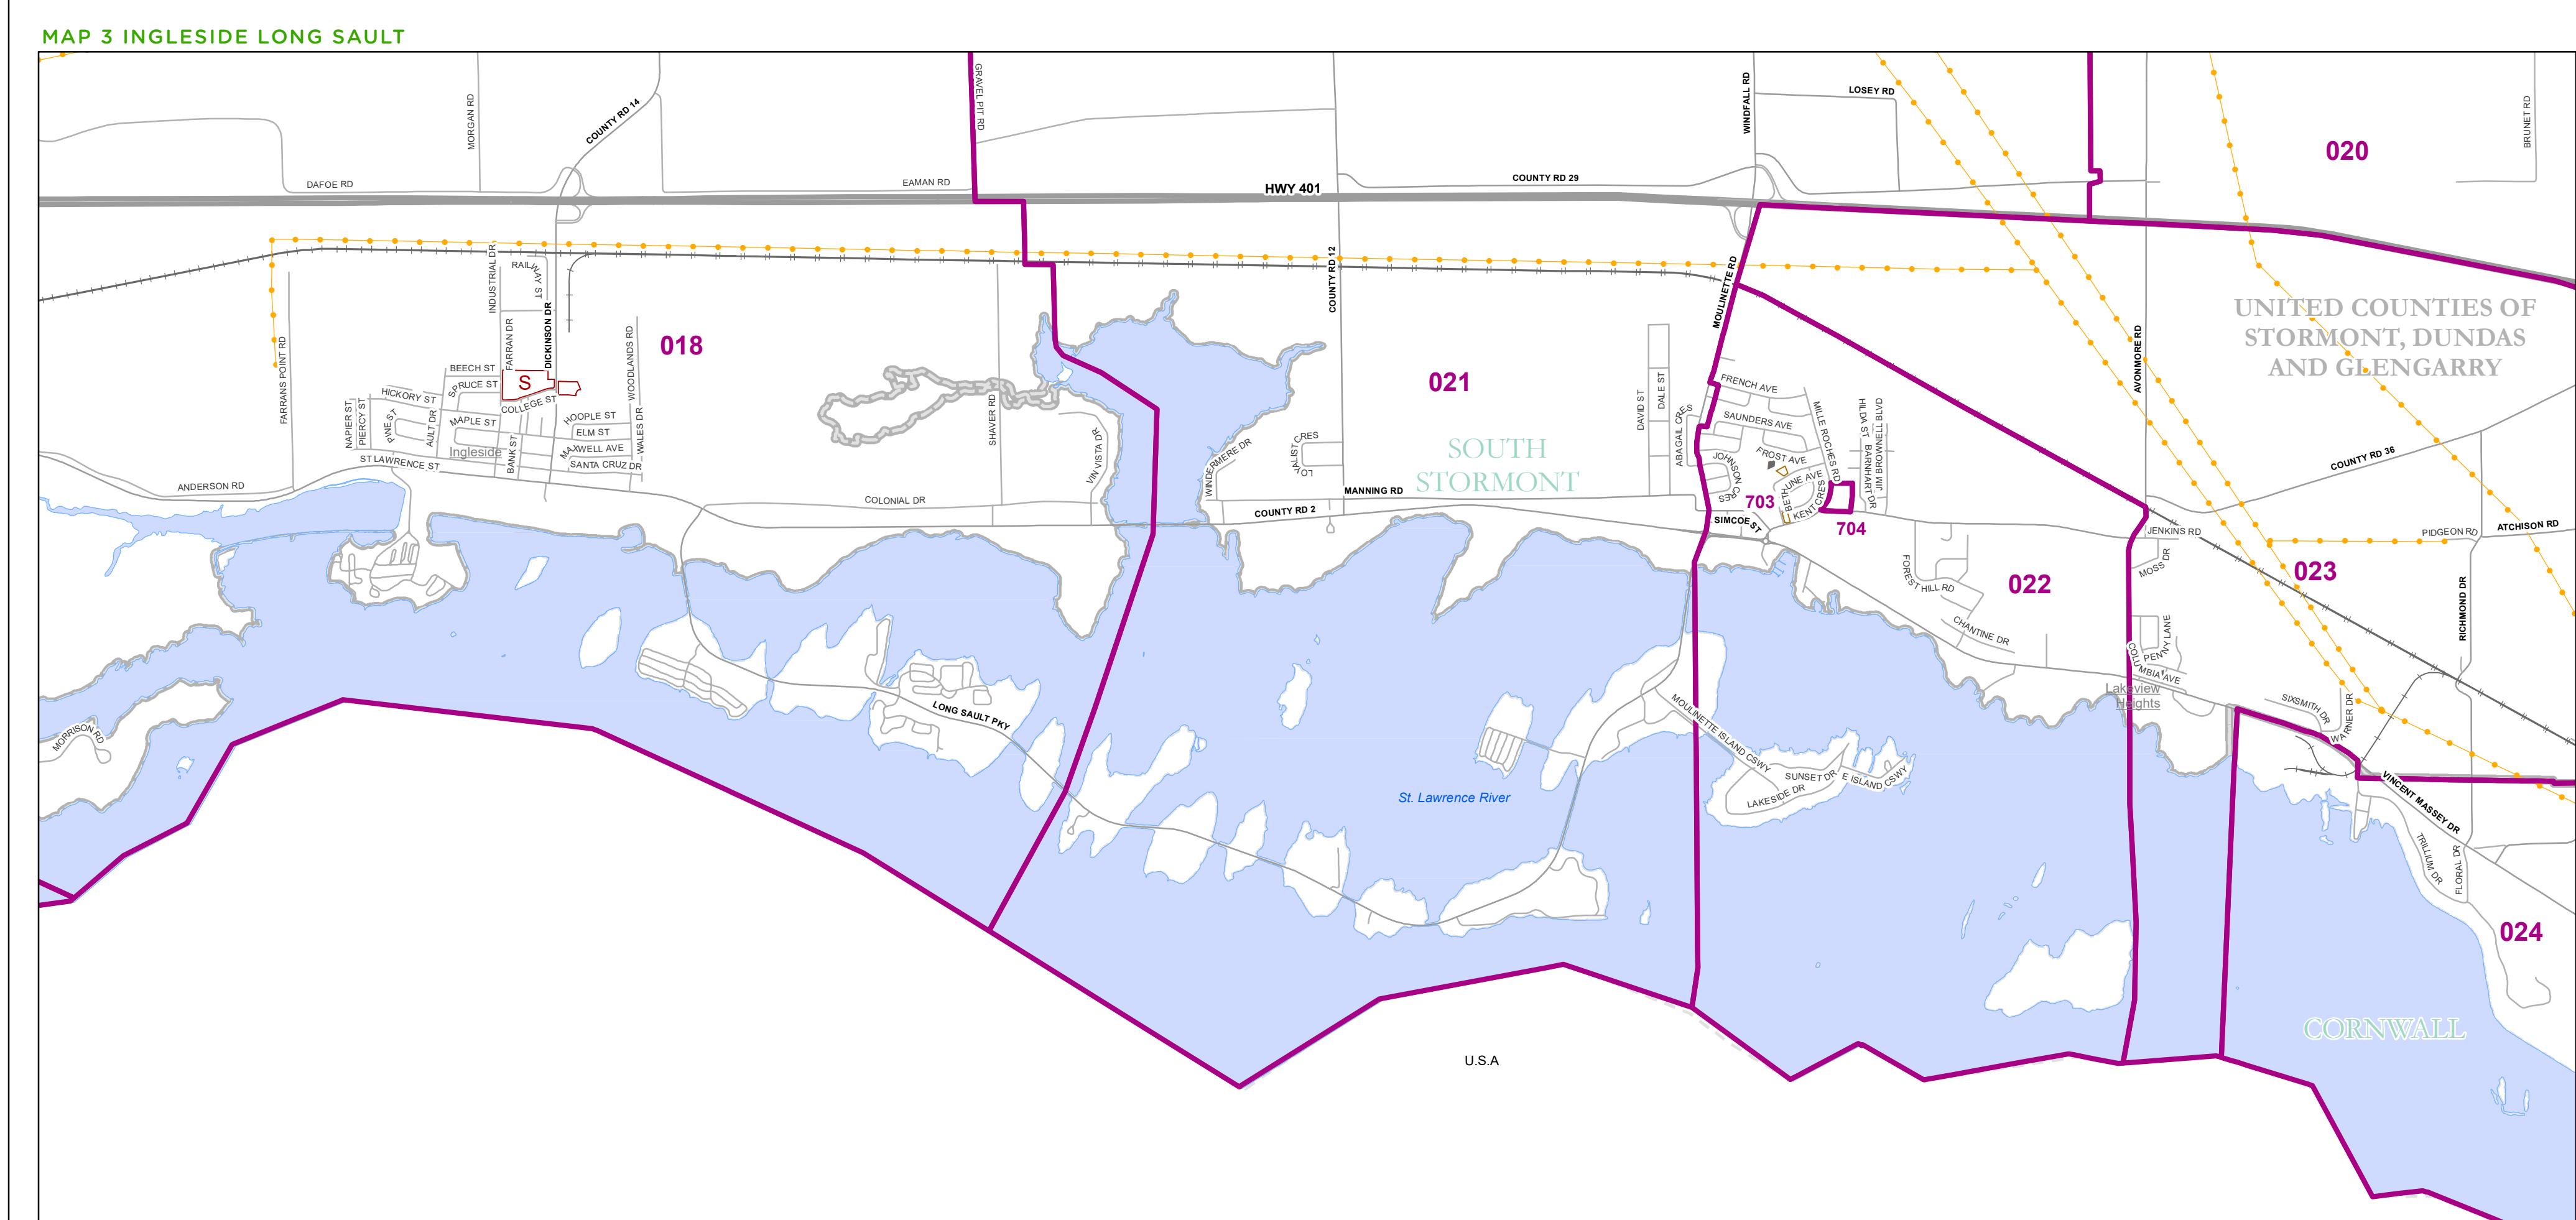 MAP 3 INGLESIDE LONG SAULT
MORGAN RD
COUNTY RD 14
GRAVEL PIT RD
WINDFALL RD
LOSEY RD
BRUNET RD
020
DAFOE RD
EAMAN RD
HWY 401
COUNTY RD 29
INDUSTRIAL DR
RAILWAY ST
COUNTY RD 12
MOULINETTE RD
UNITED COUNTIES OF
STORMONT, DUNDAS
AND GLENGARRY
FARRANS POINT RD
FARRAN DR
DICKINSON DR
WOODLANDS RD
018
021
AVONMORE RD
BEECH ST
SPRUCE ST
S
HICKORY ST
COLLEGE ST
NAPIER ST
PIERCY ST
PINE ST
AULT DR
MAPLE ST
HOOPLE ST
ELM ST
MAXWELL AVE
SANTA CRUZ DR
WALES DR
BANK ST
Ingleside
ST LAWRENCE ST
SHAVER RD
VIN VISTA DR
WINDERMERE DR
LOYALIST CRES
DAVID ST
DALE ST
ABAGAIL CRES
FRENCH AVE
SAUNDERS AVE
MILLE ROCHES RD
HILDA ST
BARNHART DR
JIM BROWNELL BLVD
FROST AVE
JOHNSON CRES
UNE AVE
BETH
KENT CRES
SOUTH
STORMONT
703
704
COUNTY RD 36
ANDERSON RD
COLONIAL DR
MANNING RD
COUNTY RD 2
SIMCOE ST
JENKINS RD
PIDGEON RD
ATCHISON RD
MOSS DR
023
022
FOREST HILL RD
CHANTINE DR
RICHMOND DR
PENNY LANE
COLUMBIA AVE
Lakeview
Heights
SIXSMITH DR
WARNER DR
MORRISON RD
LONG SAULT PKY
MOULINETTE ISLAND CSWY
SUNSET DR
E ISLAND CSWY
LAKESIDE DR
St. Lawrence River
VINCENT MASSEY DR
TRILLIUM DR
FLORAL DR
024
CORNWALL
U.S.A